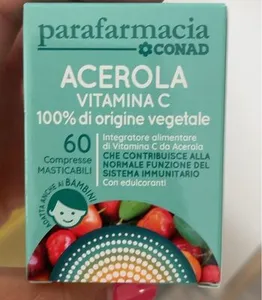 parafarmacia
CONAD
ACEROLA
VITAMINA C
100% di origine vegetale
60
Compresse
MASTICABILI
Integratore alimentare
di Vitamina C da Acerola
CHE CONTRIBUISCE ALLA
NORMALE FUNZIONE DEL
SISTEMA IMMUNITARIO
Con edulcoranti
ADATTA ANCHE AI BAMBINI